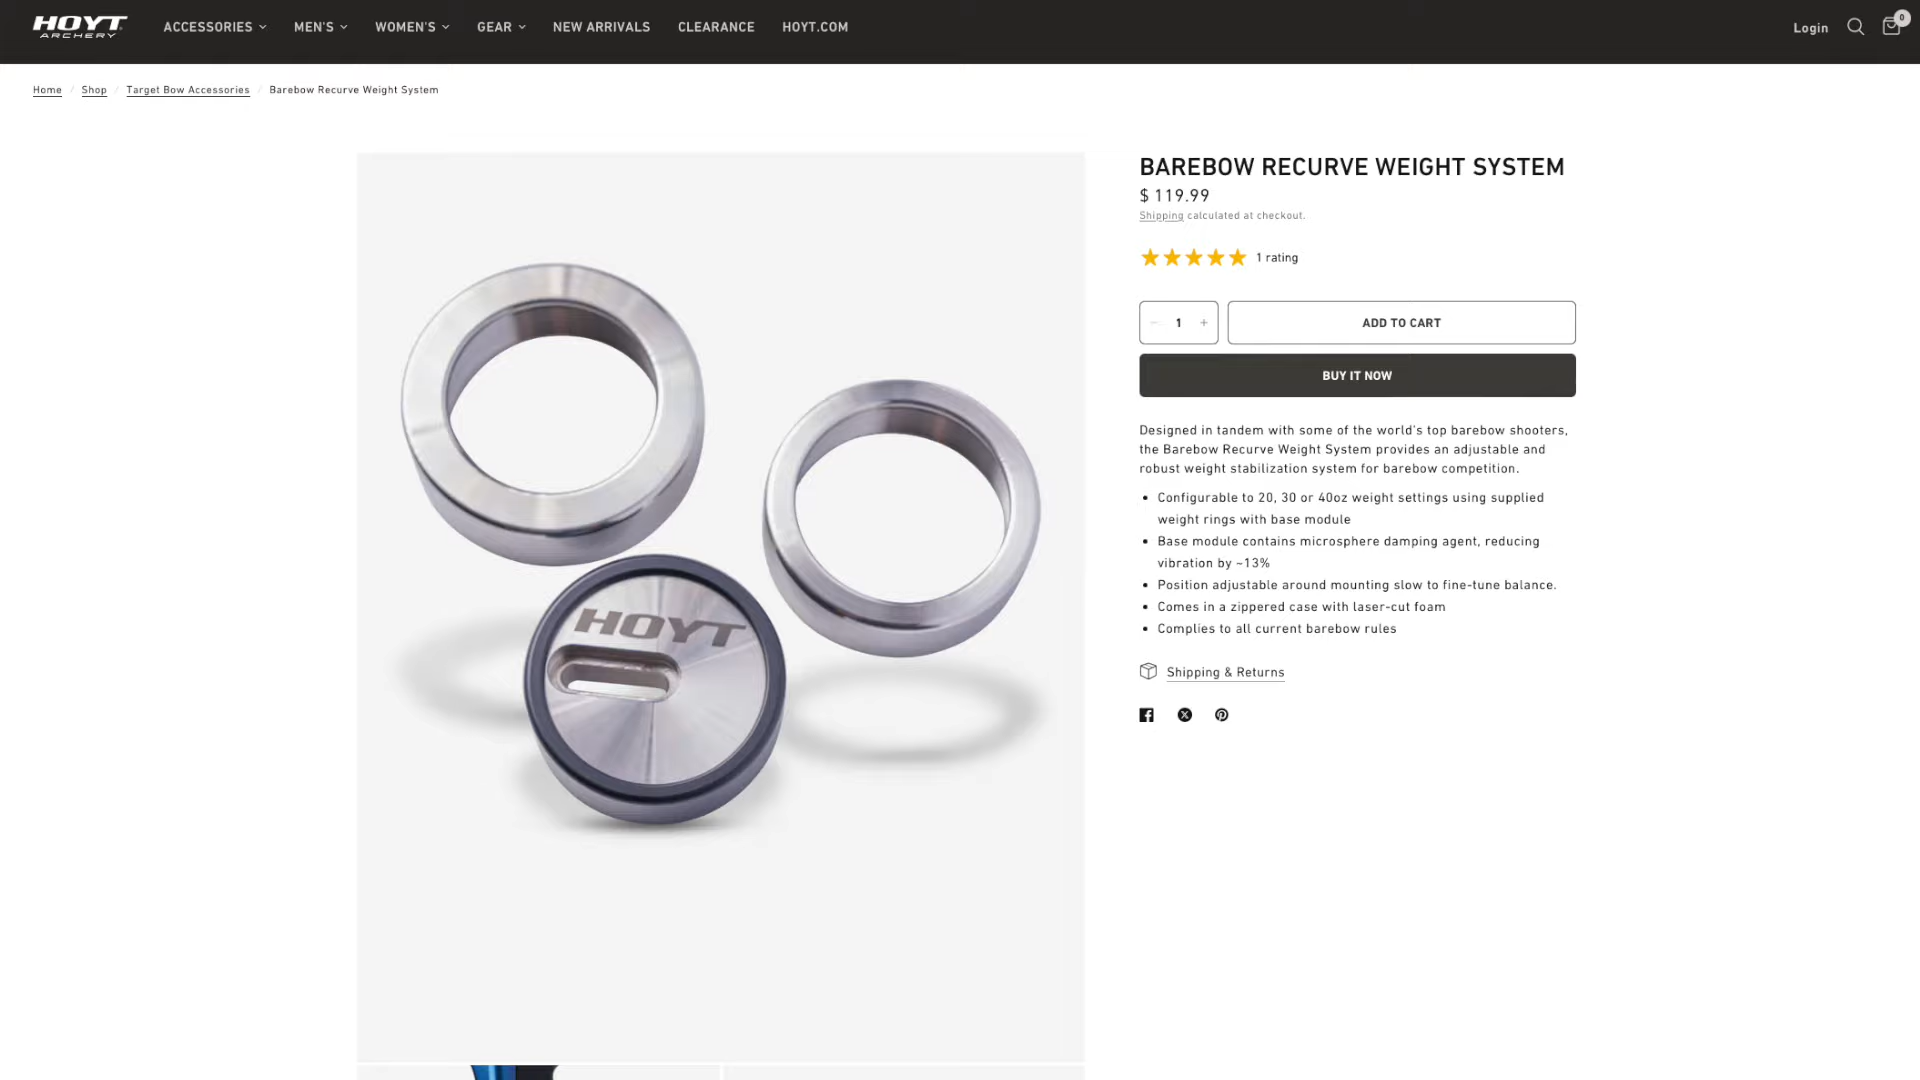 HOYT
ARCHERY
ACCESSORIES
MEN'S
WOMEN'S
GEAR
NEW ARRIVALS
CLEARANCE
HOYT.COM
Login
0
Home / Shop / Target Bow Accessories / Barebow Recurve Weight System
BAREBOW RECURVE WEIGHT SYSTEM
$ 119.99
Shipping calculated at checkout.
1 rating
− 1 +
ADD TO CART
BUY IT NOW
Designed in tandem with some of the world's top barebow shooters,
the Barebow Recurve Weight System provides an adjustable and
robust weight stabilization system for barebow competition.
• Configurable to 20, 30 or 40oz weight settings using supplied
weight rings with base module
• Base module contains microsphere damping agent, reducing
vibration by ~13%
• Position adjustable around mounting slow to fine-tune balance.
• Comes in a zippered case with laser-cut foam
• Complies to all current barebow rules
Shipping & Returns
HOYT